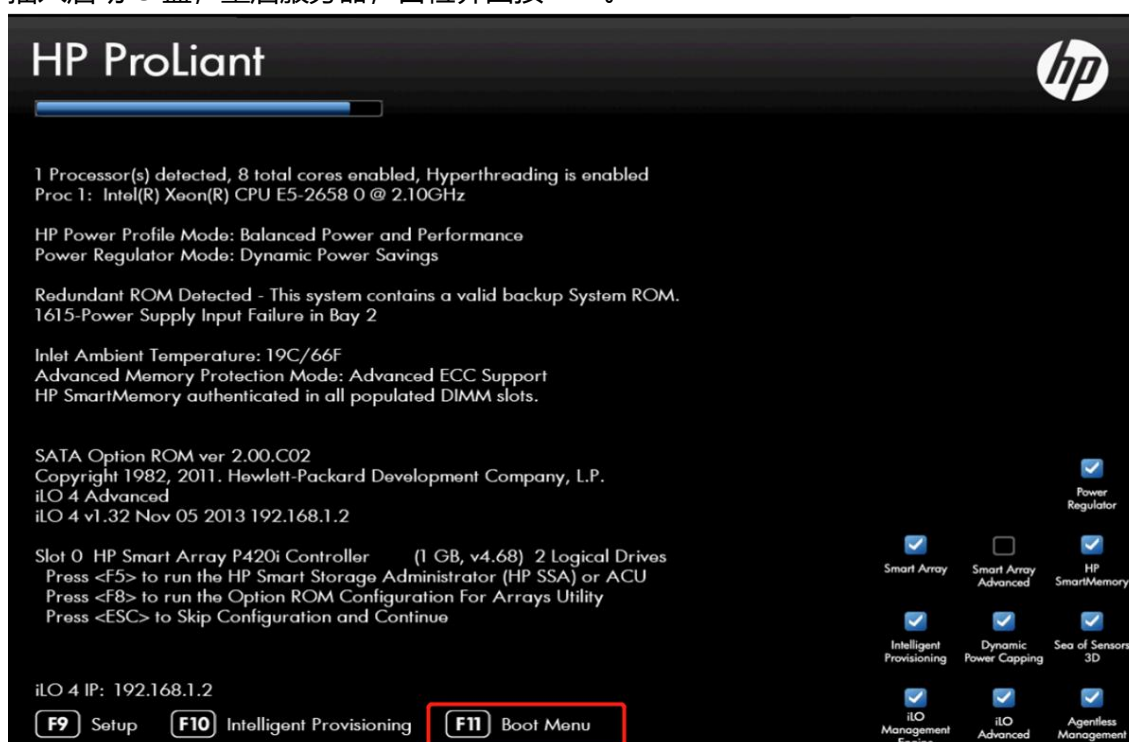 插入启动 U 盘，重启服务器，自检界面按
HP ProLiant
hp
1 Processor(s) detected, 8 total cores enabled, Hyperthreading is enabled
Proc 1: Intel(R) Xeon(R) CPU E5-2658 0 @ 2.10GHz
HP Power Profile Mode: Balanced Power and Performance
Power Regulator Mode: Dynamic Power Savings
Redundant ROM Detected - This system contains a valid backup System ROM.
1615-Power Supply Input Failure in Bay 2
Inlet Ambient Temperature: 19C/66F
Advanced Memory Protection Mode: Advanced ECC Support
HP SmartMemory authenticated in all populated DIMM slots.
SATA Option ROM ver 2.00.C02
Copyright 1982, 2011. Hewlett-Packard Development Company, L.P.
iLO 4 Advanced
iLO 4 v1.32 Nov 05 2013 192.168.1.2
Power
Regulator
Slot 0 HP Smart Array P420i Controller (1 GB, v4.68) 2 Logical Drives
Press <F5> to run the HP Smart Storage Administrator (HP SSA) or ACU
Press <F8> to run the Option ROM Configuration For Arrays Utility
Press <ESC> to Skip Configuration and Continue
Smart Array
Smart Array
Advanced
HP
SmartMemory
Intelligent
Provisioning
Dynamic
Power Capping
Sea of Sensors
3D
iLO 4 IP: 192.168.1.2
F9 Setup F10 Intelligent Provisioning F11 Boot Menu
iLO
Management
Engine
iLO
Advanced
Agentless
Management